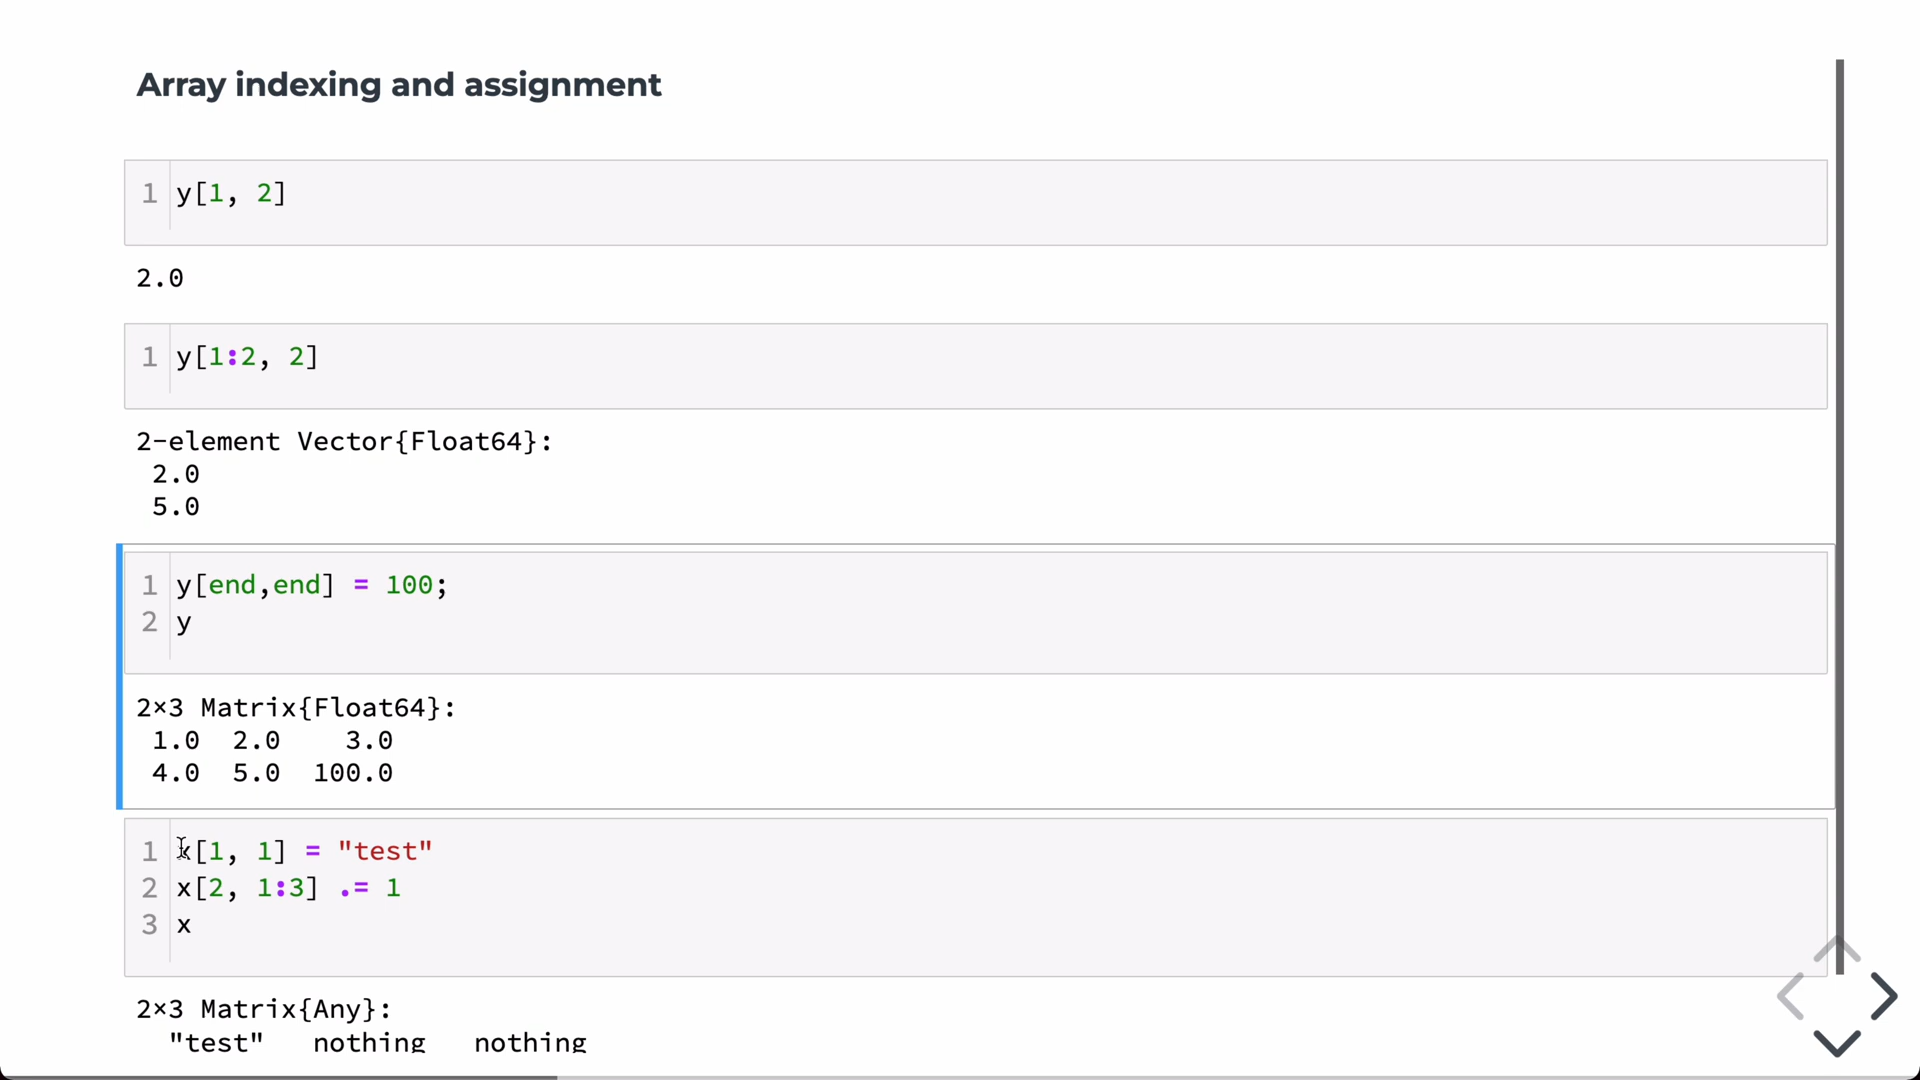 Array indexing and assignment
1 y[1, 2]
2.0
1 y[1:2, 2]
2-element Vector{Float64}:
2.0
5.0
1 y[end,end] = 100;
2 y
2×3 Matrix{Float64}:
1.0 2.0 3.0
4.0 5.0 100.0
1 x[1, 1] = "test"
2 x[2, 1:3] .= 1
3 x
2×3 Matrix{Any}:
"test" nothing nothing